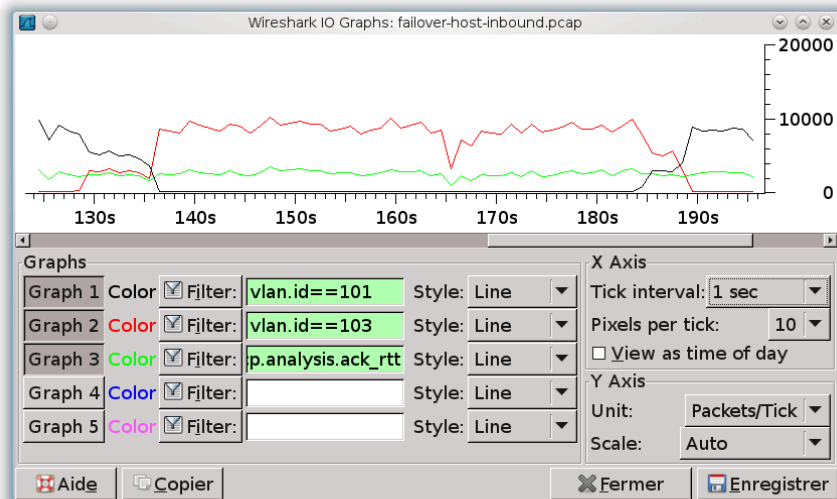 Wireshark IO Graphs: failover-host-inbound.pcap
20000
10000
0
130s 140s 150s 160s 170s 180s 190s
Graphs
Graph 1 Color Filter: vlan.id==101 Style: Line
Graph 2 Color Filter: vlan.id==103 Style: Line
Graph 3 Color Filter: p.analysis.ack_rtt Style: Line
Graph 4 Color Filter: Style: Line
Graph 5 Color Filter: Style: Line
X Axis
Tick interval: 1 sec
Pixels per tick: 10
View as time of day
Y Axis
Unit: Packets/Tick
Scale: Auto
Aide Copier Fermer Enregistrer